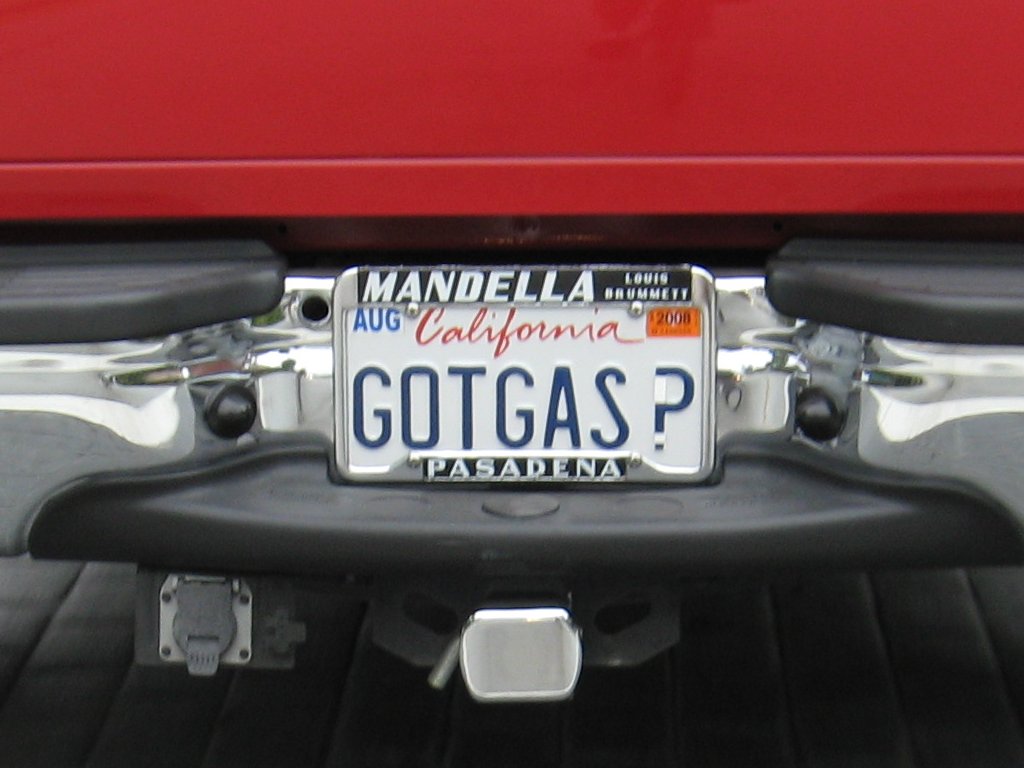 MANDELLA LOUIS BRUMMETT
AUG California 2008
GOTGAS?
PASADENA